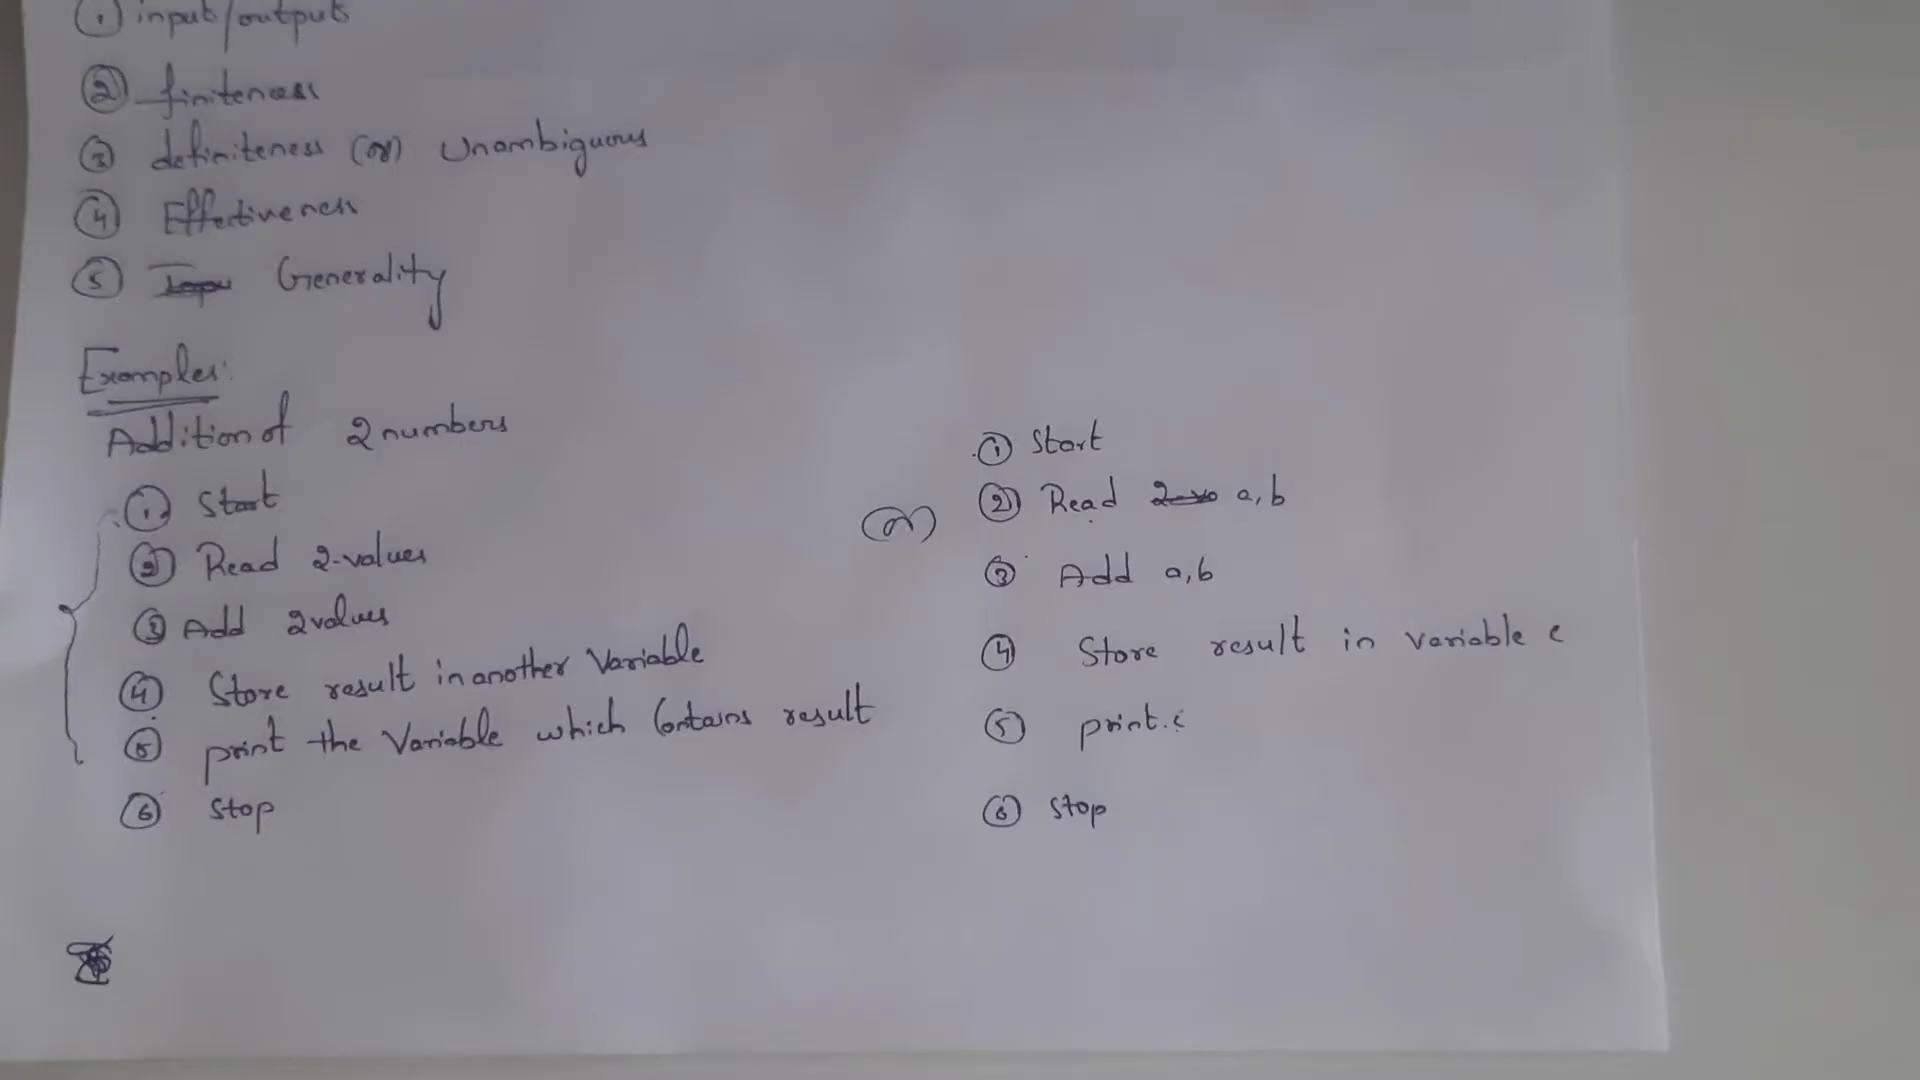 ① input/output
② finiteness
③ definiteness (or) Unambiguous
④ Effectiveness
⑤ Generality
Examples:
Addition of 2 numbers
① Start
② Read 2-values
③ Add 2 values
④ Store result in another Variable
⑤ print the Variable which Contains result
⑥ Stop
(or)
① Start
② Read a, b
③ Add a, b
④ Store result in variable c
⑤ print c
⑥ Stop